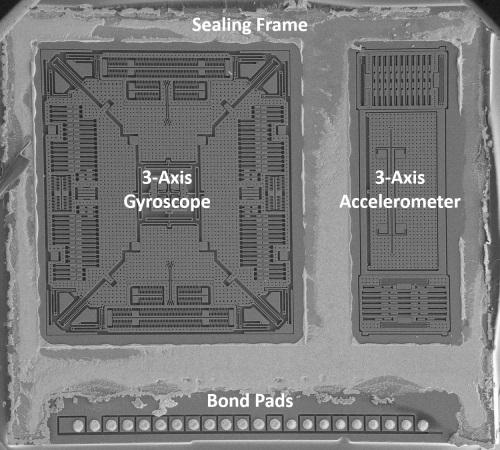 Sealing Frame
3-Axis
Gyroscope
3-Axis
Accelerometer
Bond Pads